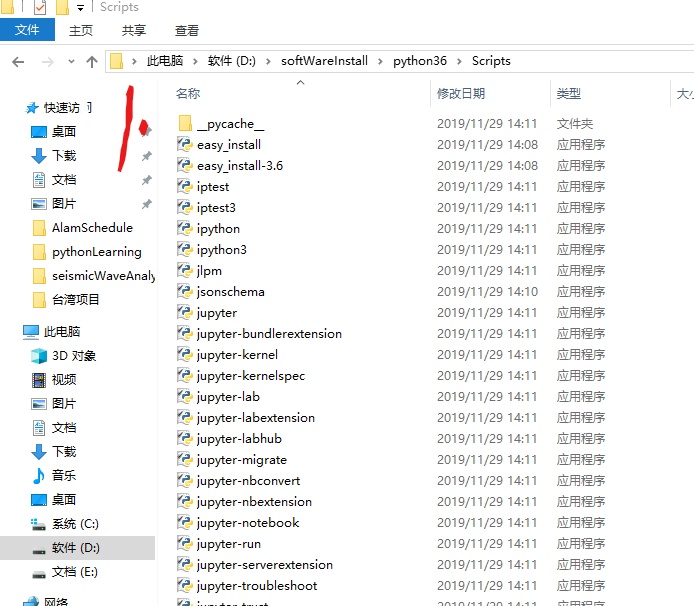 Scripts
文件 主页 共享 查看
此电脑 › 软件 (D:) › softWareInstall › python36 › Scripts
名称 修改日期 类型
快速访
桌面
下载
文档
图片
AlamSchedule
pythonLearning
seismicWaveAnaly
台湾项目
此电脑
3D 对象
视频
图片
文档
下载
音乐
桌面
系统 (C:)
软件 (D:)
文档 (E:)
网络
__pycache__ 2019/11/29 14:11 文件夹
easy_install 2019/11/29 14:08 应用程序
easy_install-3.6 2019/11/29 14:08 应用程序
iptest 2019/11/29 14:11 应用程序
iptest3 2019/11/29 14:11 应用程序
ipython 2019/11/29 14:11 应用程序
ipython3 2019/11/29 14:11 应用程序
jlpm 2019/11/29 14:11 应用程序
jsonschema 2019/11/29 14:10 应用程序
jupyter 2019/11/29 14:11 应用程序
jupyter-bundlerextension 2019/11/29 14:11 应用程序
jupyter-kernel 2019/11/29 14:11 应用程序
jupyter-kernelspec 2019/11/29 14:11 应用程序
jupyter-lab 2019/11/29 14:11 应用程序
jupyter-labextension 2019/11/29 14:11 应用程序
jupyter-labhub 2019/11/29 14:11 应用程序
jupyter-migrate 2019/11/29 14:11 应用程序
jupyter-nbconvert 2019/11/29 14:11 应用程序
jupyter-nbextension 2019/11/29 14:11 应用程序
jupyter-notebook 2019/11/29 14:11 应用程序
jupyter-run 2019/11/29 14:11 应用程序
jupyter-serverextension 2019/11/29 14:11 应用程序
jupyter-troubleshoot 2019/11/29 14:11 应用程序